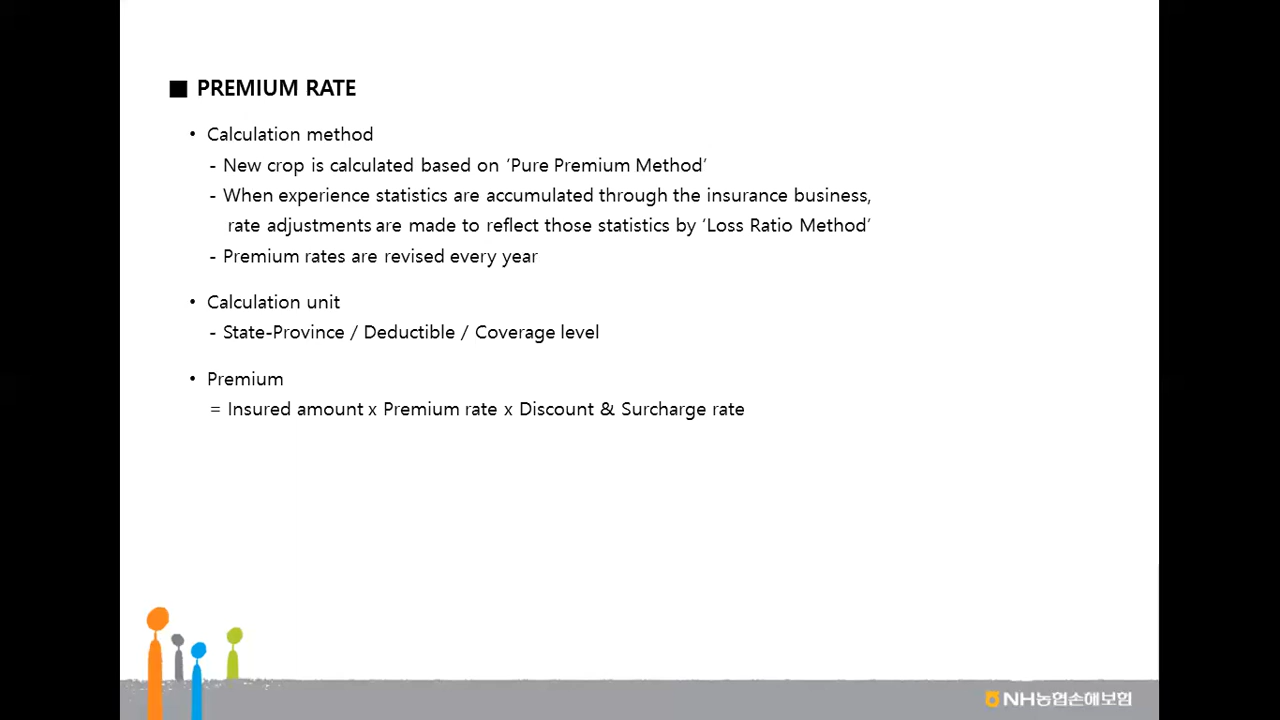 ■ PREMIUM RATE
• Calculation method
- New crop is calculated based on ‘Pure Premium Method’
- When experience statistics are accumulated through the insurance business,
rate adjustments are made to reflect those statistics by ‘Loss Ratio Method’
- Premium rates are revised every year
• Calculation unit
- State-Province / Deductible / Coverage level
• Premium
= Insured amount x Premium rate x Discount & Surcharge rate
NH농협손해보험